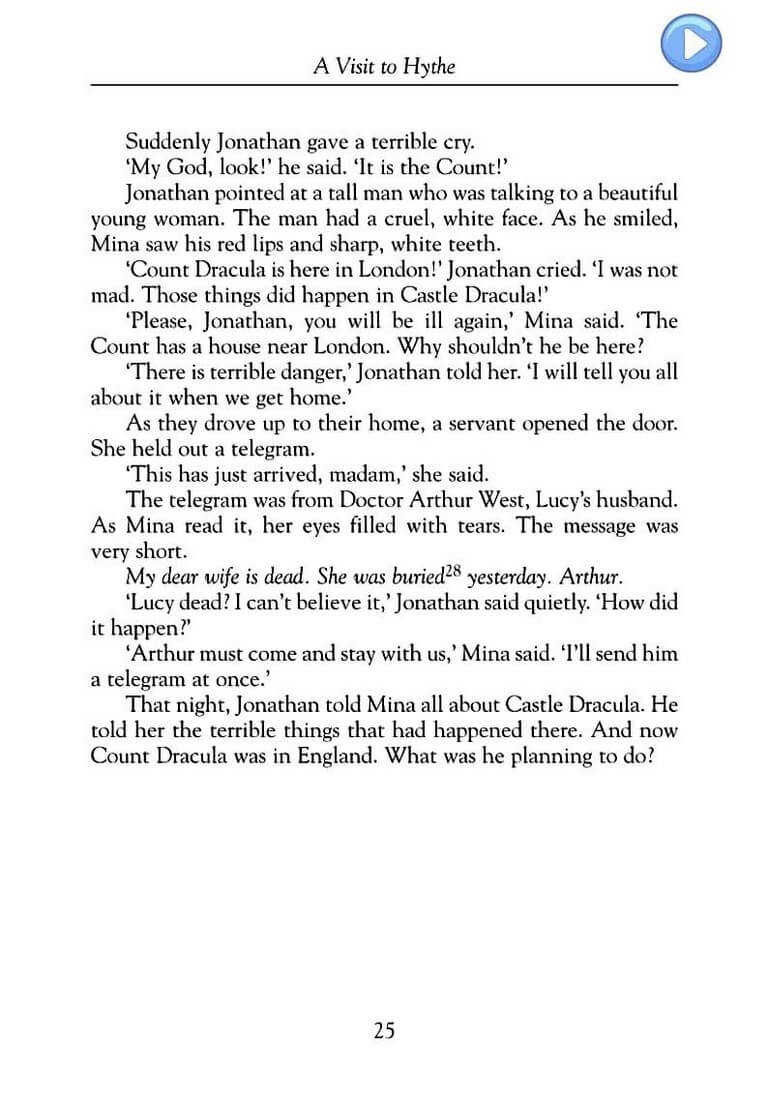 A Visit to Hythe
Suddenly Jonathan gave a terrible cry.
‘My God, look!’ he said. ‘It is the Count!’
Jonathan pointed at a tall man who was talking to a beautiful
young woman. The man had a cruel, white face. As he smiled,
Mina saw his red lips and sharp, white teeth.
‘Count Dracula is here in London!’ Jonathan cried. ‘I was not
mad. Those things did happen in Castle Dracula!’
‘Please, Jonathan, you will be ill again,’ Mina said. ‘The
Count has a house near London. Why shouldn’t he be here?
‘There is terrible danger,’ Jonathan told her. ‘I will tell you all
about it when we get home.’
As they drove up to their home, a servant opened the door.
She held out a telegram.
‘This has just arrived, madam,’ she said.
The telegram was from Doctor Arthur West, Lucy’s husband.
As Mina read it, her eyes filled with tears. The message was
very short.
My dear wife is dead. She was buried²⁸ yesterday. Arthur.
‘Lucy dead? I can’t believe it,’ Jonathan said quietly. ‘How did
it happen?’
‘Arthur must come and stay with us,’ Mina said. ‘I’ll send him
a telegram at once.’
That night, Jonathan told Mina all about Castle Dracula. He
told her the terrible things that had happened there. And now
Count Dracula was in England. What was he planning to do?
25